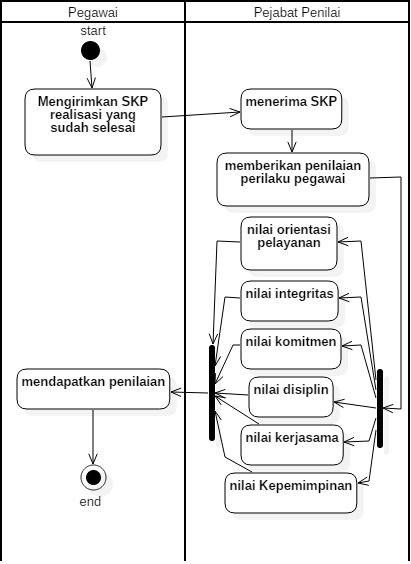 Pegawai
Pejabat Penilai
start
Mengirimkan SKP
realisasi yang
sudah selesai
menerima SKP
memberikan penilaian
perilaku pegawai
nilai orientasi
pelayanan
nilai integritas
nilai komitmen
mendapatkan penilaian
nilai disiplin
nilai kerjasama
nilai Kepemimpinan
end